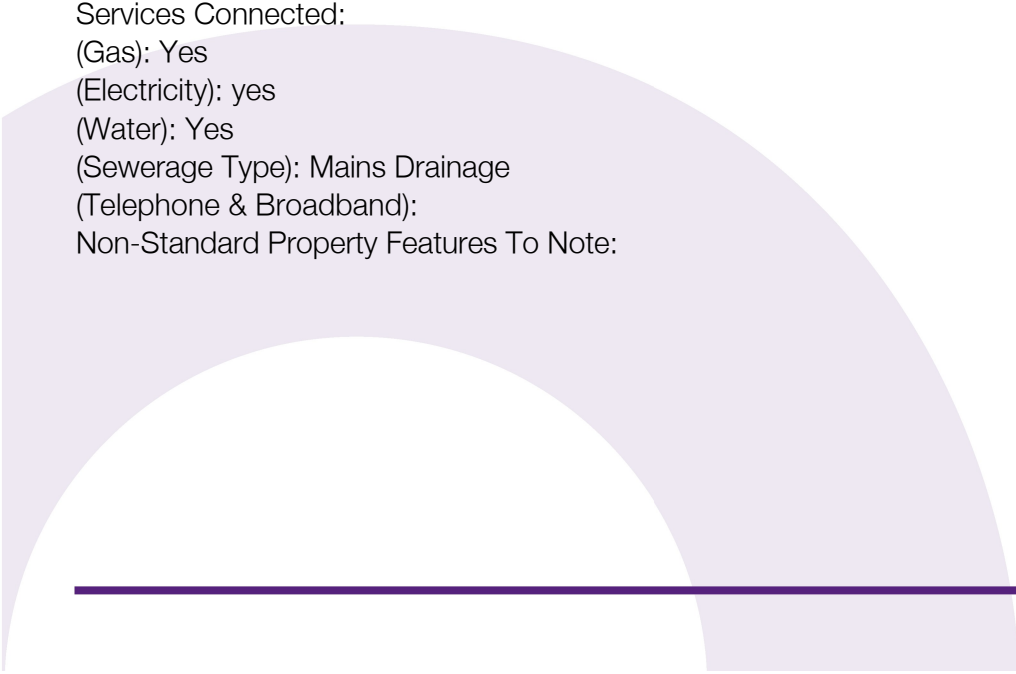 Services Connected:
(Gas): Yes
(Electricity): yes
(Water): Yes
(Sewerage Type): Mains Drainage
(Telephone & Broadband):
Non-Standard Property Features To Note: